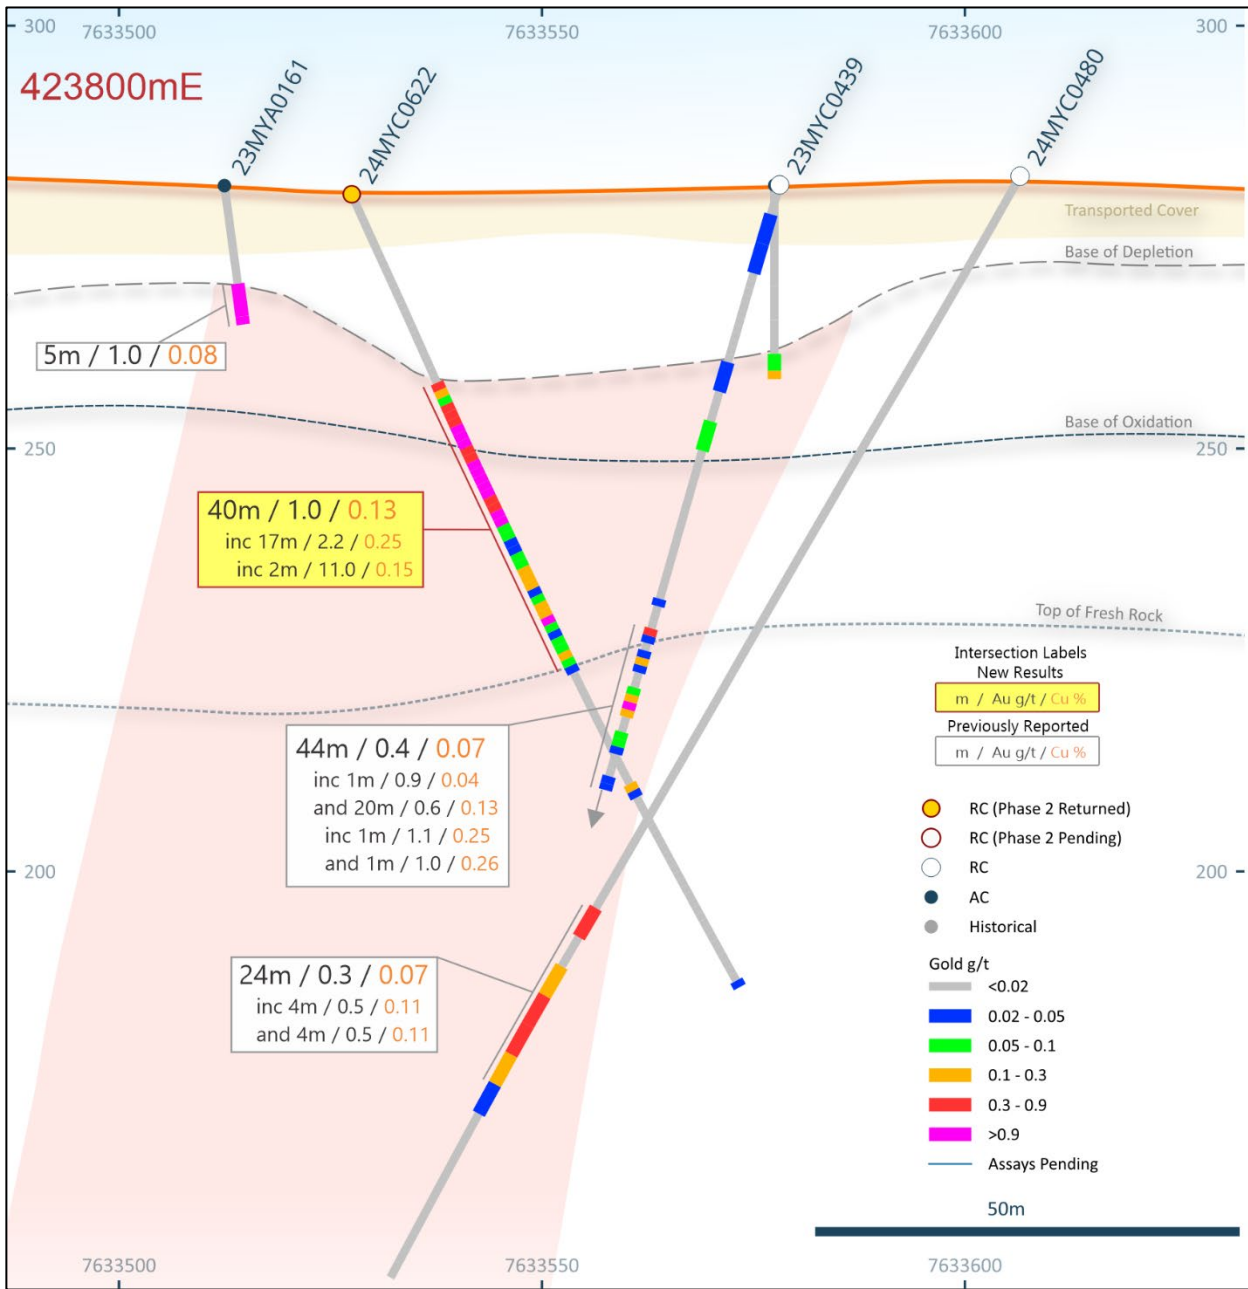 300
7633500
7633550
7633600
300
423800mE
23MYA0161
24MYC0622
23MYC0439
24MYC0480
Transported Cover
Base of Depletion
5m / 1.0 / 0.08
Base of Oxidation
250
250
40m / 1.0 / 0.13
inc 17m / 2.2 / 0.25
inc 2m / 11.0 / 0.15
Top of Fresh Rock
44m / 0.4 / 0.07
inc 1m / 0.9 / 0.04
and 20m / 0.6 / 0.13
inc 1m / 1.1 / 0.25
and 1m / 1.0 / 0.26
Intersection Labels
New Results
m / Au g/t / Cu %
Previously Reported
m / Au g/t / Cu %
RC (Phase 2 Returned)
RC (Phase 2 Pending)
RC
AC
Historical
200
200
24m / 0.3 / 0.07
inc 4m / 0.5 / 0.11
and 4m / 0.5 / 0.11
Gold g/t
<0.02
0.02 - 0.05
0.05 - 0.1
0.1 - 0.3
0.3 - 0.9
>0.9
Assays Pending
50m
7633500
7633550
7633600